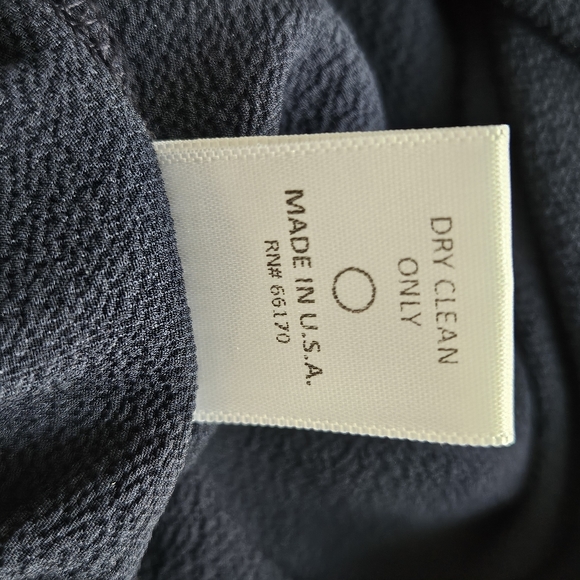 DRY CLEAN
ONLY
MADE IN U.S.A.
RN# 66170